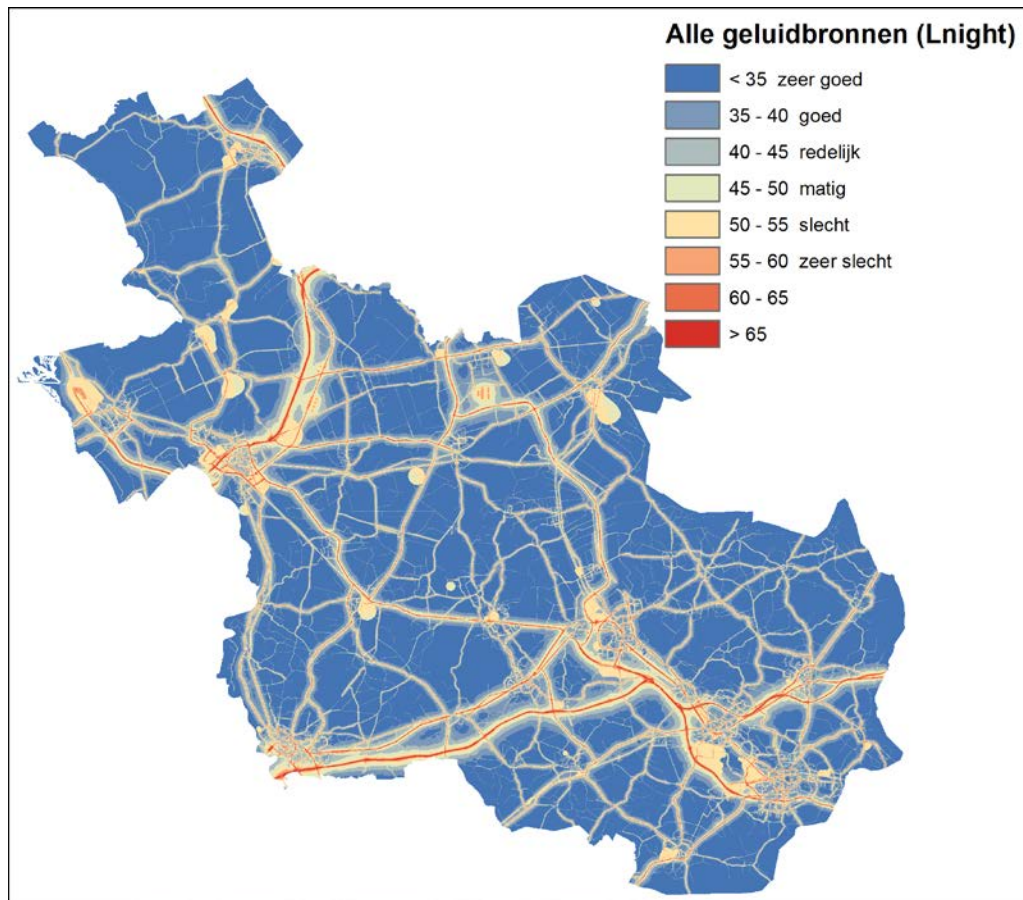 Alle geluidbronnen (Lnight)
< 35 zeer goed
35 - 40 goed
40 - 45 redelijk
45 - 50 matig
50 - 55 slecht
55 - 60 zeer slecht
60 - 65
> 65